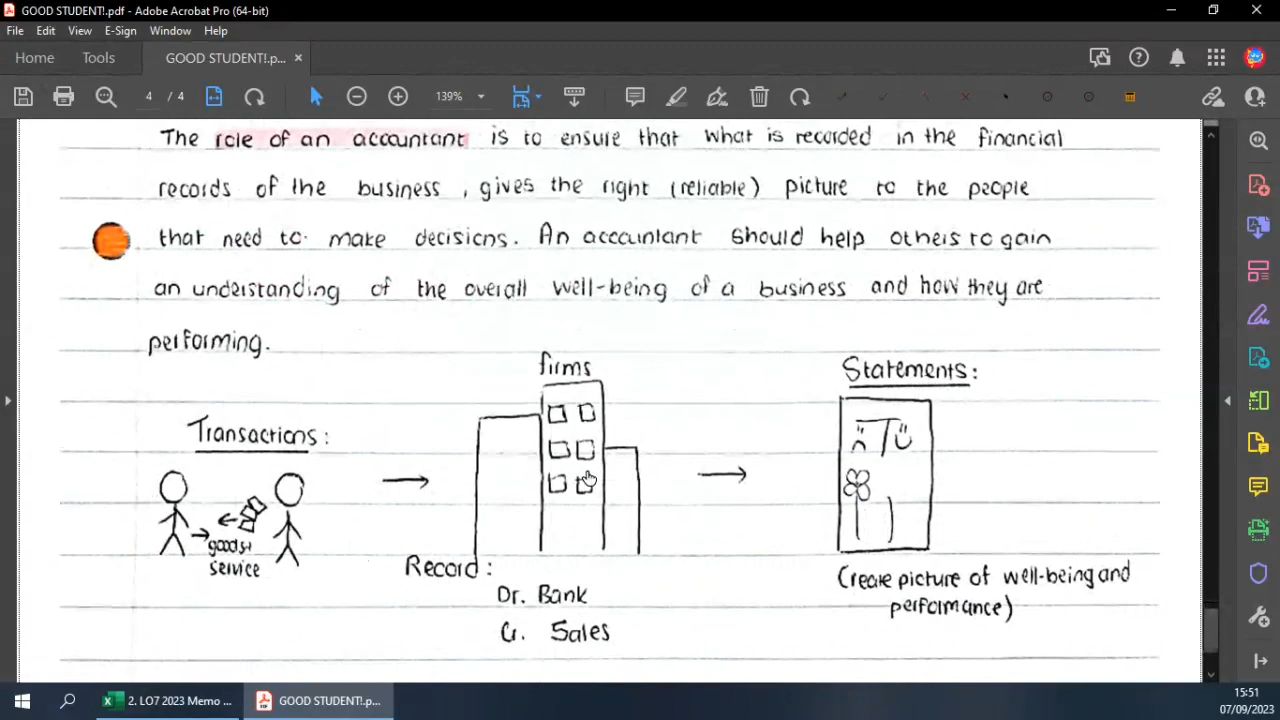 GOOD STUDENT!.pdf - Adobe Acrobat Pro (64-bit)
File Edit View E-Sign Window Help
Home Tools GOOD STUDENT!.p... ×
4 / 4 139%
The role of an accountant is to ensure that what is recorded in the financial
records of the business, gives the right (reliable) picture to the people
that need to make decisions. An accountant should help others to gain
an understanding of the overall well-being of a business and how they are
performing.
firms
Statements:
Transactions:
goods+
service
Record:
Dr. Bank
Cr. Sales
(reate picture of well-being and
performance)
2. LO7 2023 Memo ...
GOOD STUDENT!.p...
15:51
07/09/2023